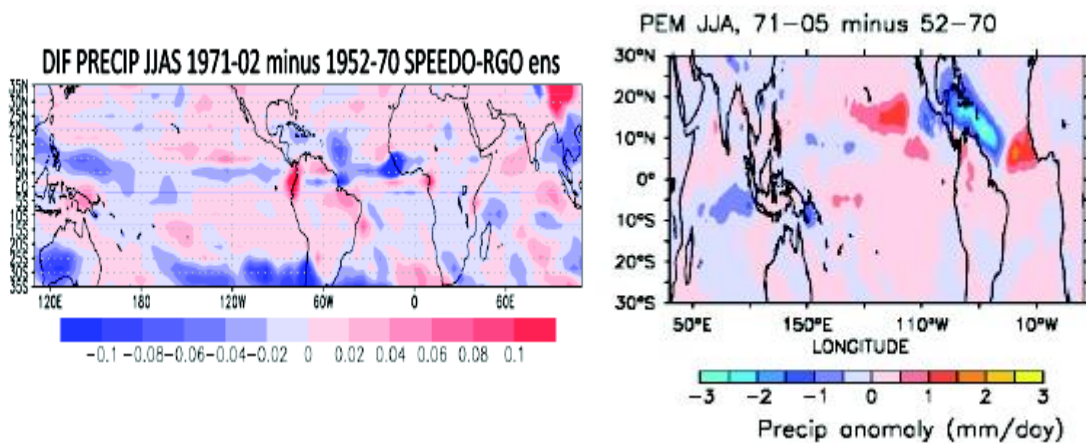 DIF PRECIP JJAS 1971-02 minus 1952-70 SPEEDO-RGO ens
35N
30N
25N
20N
15N
10N
5N
5S
10S
15S
20S
25S
30S
35S
120E 180 120W 60W 0 60E
-0.1 -0.08 -0.06 -0.04 -0.02 0 0.02 0.04 0.06 0.08 0.1
PEM JJA, 71-05 minus 52-70
30°N
20°N
10°N
0°
10°S
20°S
30°S
50°E 150°E 110°W 10°W
LONGITUDE
-3 -2 -1 0 1 2 3
Precip anomaly (mm/day)